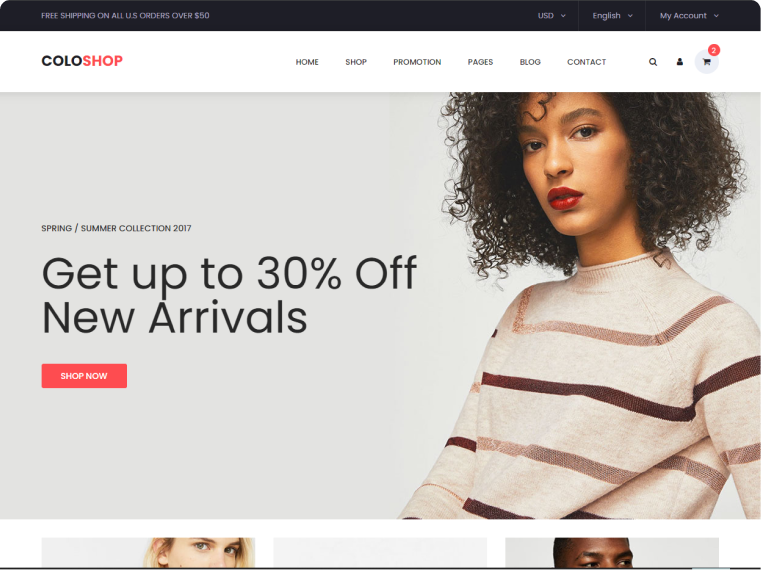 FREE SHIPPING ON ALL U.S ORDERS OVER $50
USD
English
My Account
COLOSHOP
HOME
SHOP
PROMOTION
PAGES
BLOG
CONTACT
2
SPRING / SUMMER COLLECTION 2017
Get up to 30% Off
New Arrivals
SHOP NOW